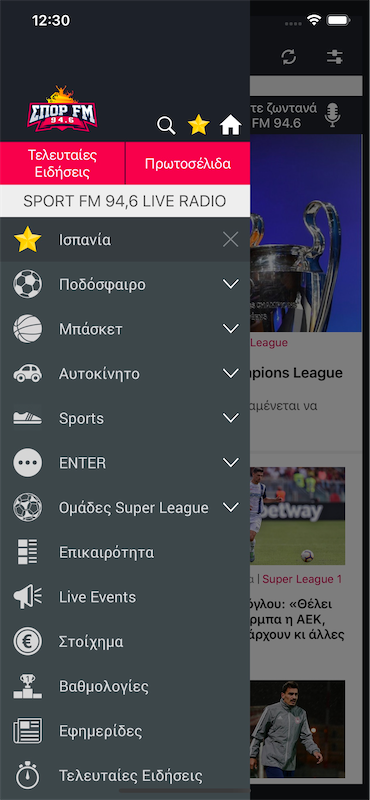 12:30
ΣΠΟΡ FM
94.6
Τελευταίες
Ειδήσεις
Πρωτοσέλιδα
SPORT FM 94,6 LIVE RADIO
Ισπανία
Ποδόσφαιρο
Μπάσκετ
Αυτοκίνητο
Sports
ENTER
Ομάδες Super League
Επικαιρότητα
Live Events
Στοίχημα
Βαθμολογίες
Εφημερίδες
Τελευταίες Ειδήσεις
τε ζωντανά
FM 94.6
League
pions League
αμένεται να
betway
α | Super League 1
όγλου: «Θέλει
ρμπα η ΑΕΚ,
άρχουν κι άλλες